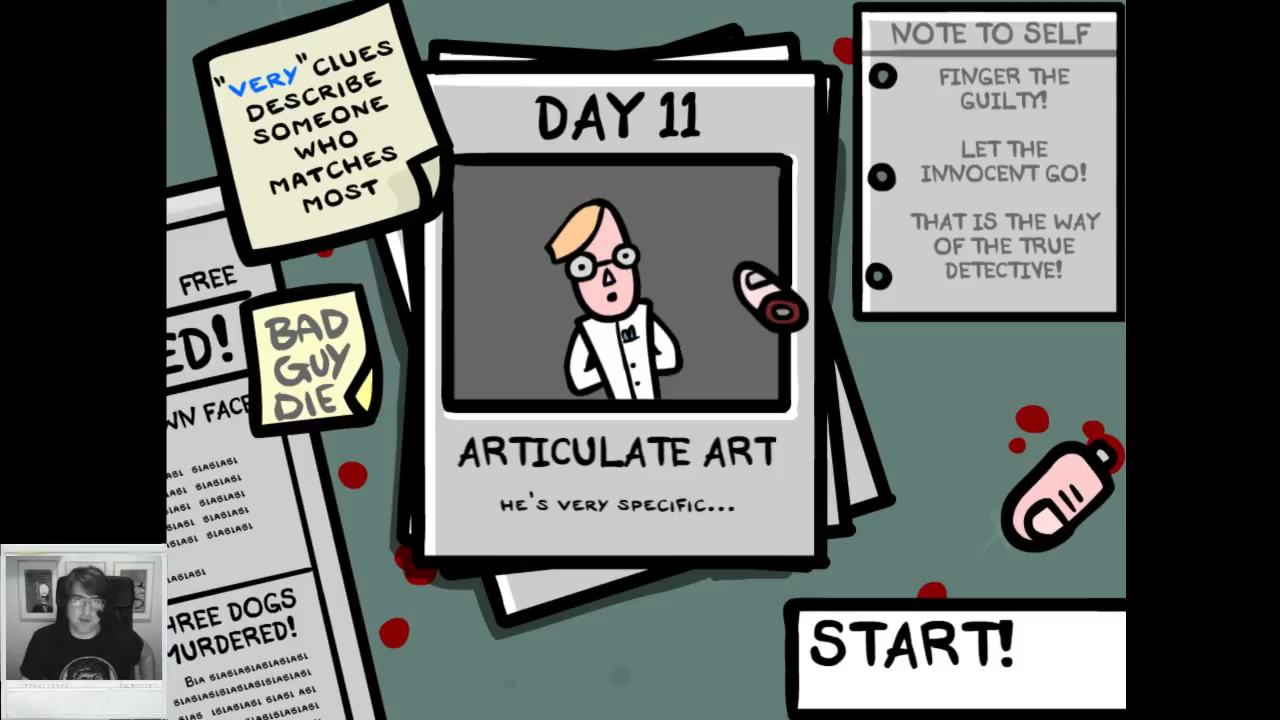 "VERY" CLUES
DESCRIBE
SOMEONE
WHO
MATCHES
MOST
FREE
ED!
WN FACE
BAD
GUY
DIE
HREE DOGS
MURDERED!
DAY 11
ARTICULATE ART
HE'S VERY SPECIFIC...
NOTE TO SELF
FINGER THE
GUILTY!
LET THE
INNOCENT GO!
THAT IS THE WAY
OF THE TRUE
DETECTIVE!
START!